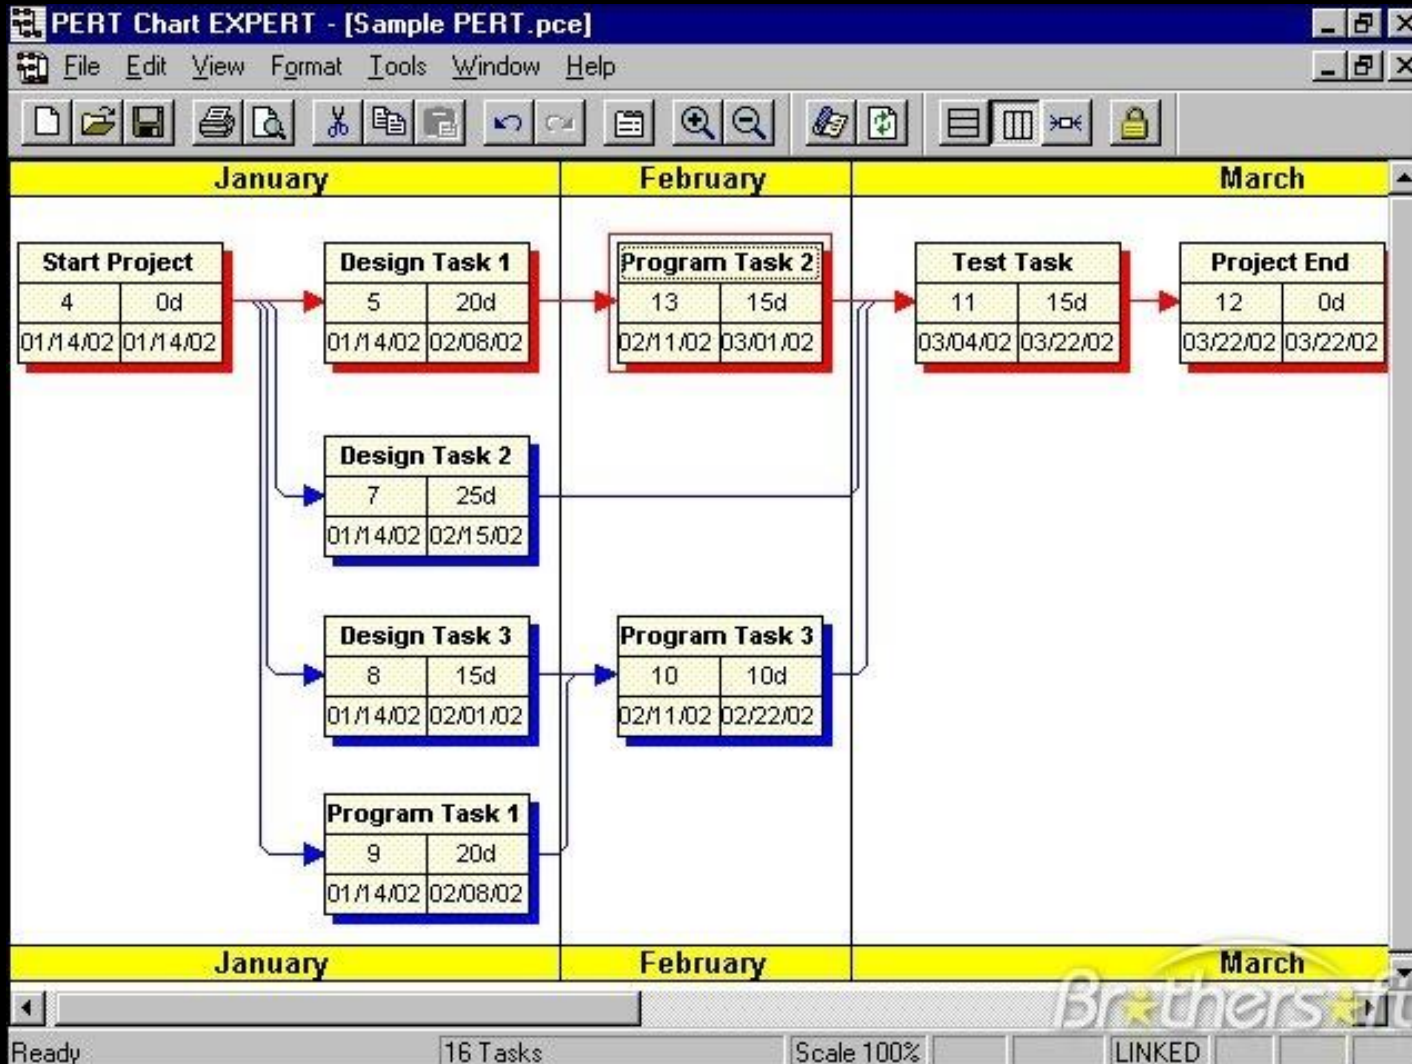 PERT Chart EXPERT - [Sample PERT.pce]
File Edit View Format Tools Window Help
January February March
Start Project
4 0d
01/14/02 01/14/02
Design Task 1
5 20d
01/14/02 02/08/02
Program Task 2
13 15d
02/11/02 03/01/02
Test Task
11 15d
03/04/02 03/22/02
Project End
12 0d
03/22/02 03/22/02
Design Task 2
7 25d
01/14/02 02/15/02
Design Task 3
8 15d
01/14/02 02/01/02
Program Task 3
10 10d
02/11/02 02/22/02
Program Task 1
9 20d
01/14/02 02/08/02
January February March
Brothersoft
Ready 16 Tasks Scale 100% LINKED